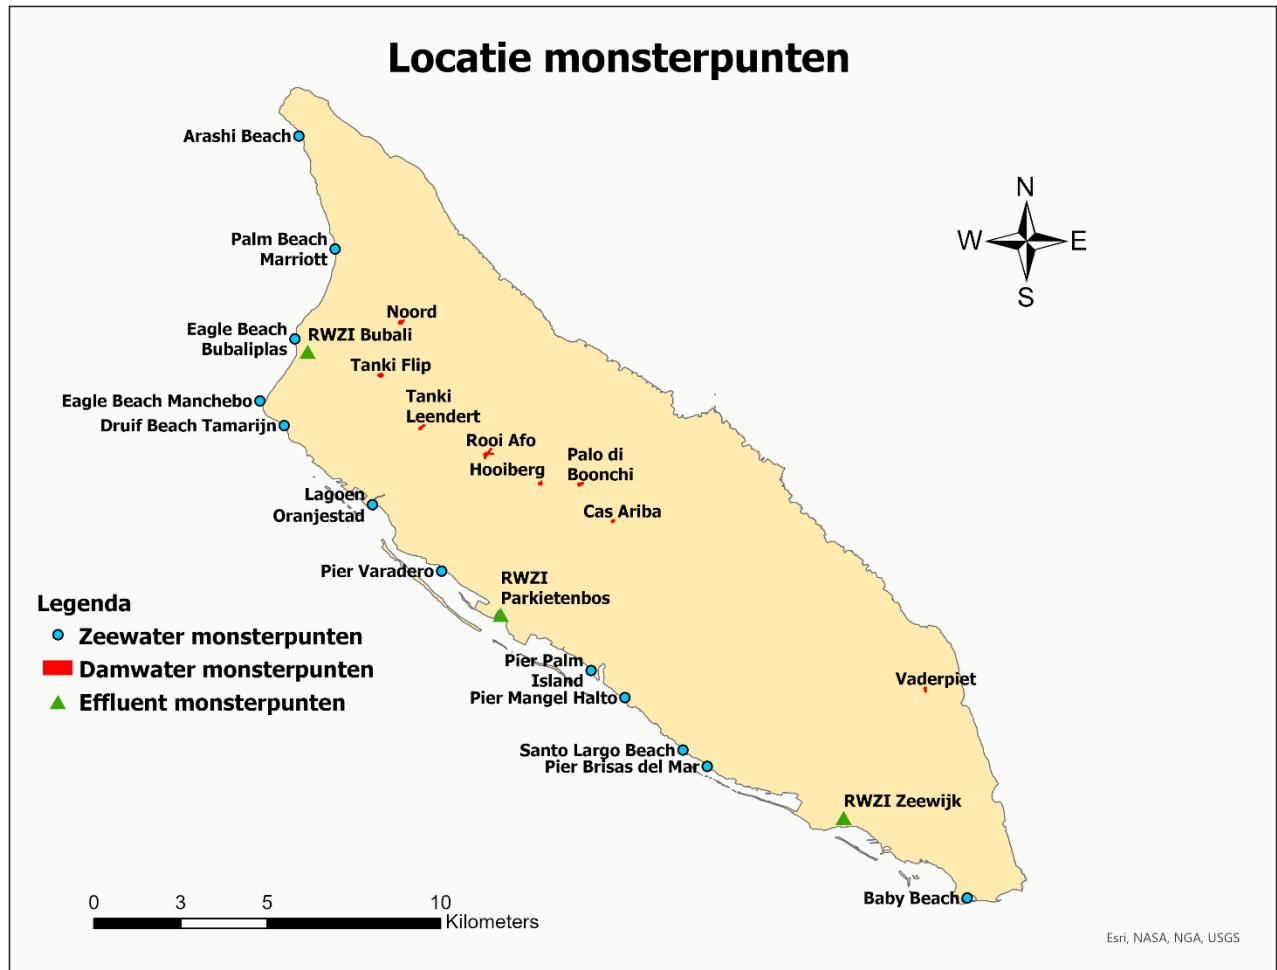 Locatie monsterpunten
Arashi Beach
N
W
E
S
Palm Beach
Marriott
Noord
Eagle Beach
Bubaliplas
RWZI Bubali
Tanki Flip
Eagle Beach Manchebo
Tanki
Leendert
Druif Beach Tamarijn
Rooi Afo
Hooiberg
Palo di
Boonchi
Lagoen
Oranjestad
Cas Ariba
Pier Varadero
RWZI
Parkietenbos
Legenda
Zeewater monsterpunten
Damwater monsterpunten
Effluent monsterpunten
Pier Palm
Island
Pier Mangel Halto
Vaderpiet
Santo Largo Beach
Pier Brisas del Mar
RWZI Zeewijk
Baby Beach
0 3 5 10
Kilometers
Esri, NASA, NGA, USGS